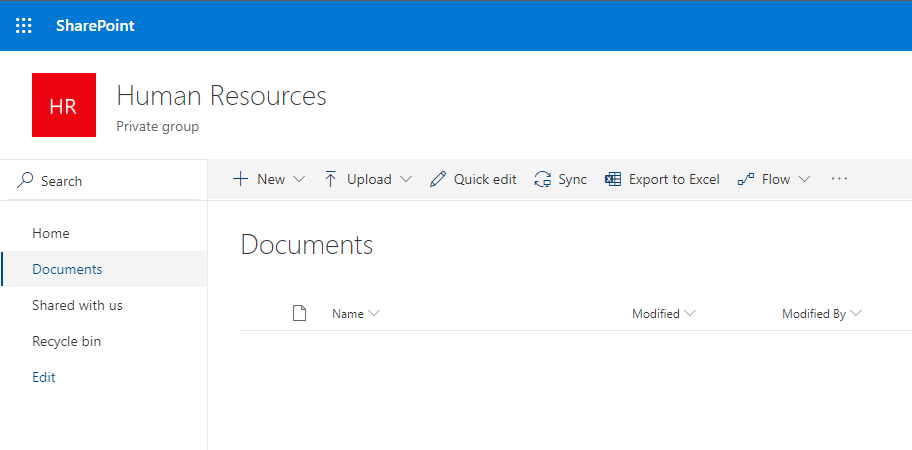 SharePoint
HR
Human Resources
Private group
Search
New Upload Quick edit Sync Export to Excel Flow ...
Home
Documents
Shared with us
Recycle bin
Edit
Documents
Name Modified Modified By